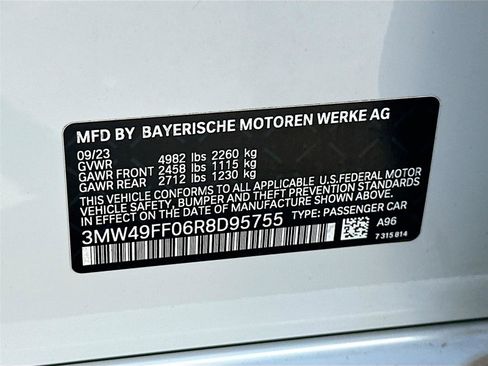 MFD BY BAYERISCHE MOTOREN WERKE AG
09/23
GVWR 4982 lbs 2260 kg
GAWR FRONT 2458 lbs 1115 kg
GAWR REAR 2712 lbs 1230 kg
THIS VEHICLE CONFORMS TO ALL APPLICABLE U.S.FEDERAL MOTOR
VEHICLE SAFETY, BUMPER, AND THEFT PREVENTION STANDARDS
IN EFFECT ON THE DATE OF MANUFACTURE SHOWN ABOVE.
3MW49FF06R8D95755 TYPE: PASSENGER CAR
A96
7 315 814